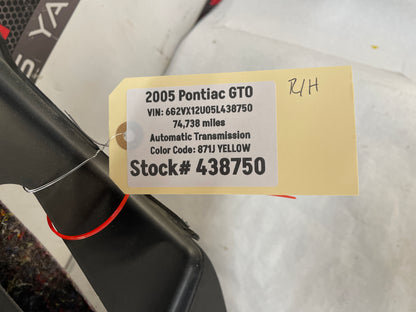 2005 Pontiac GTO
VIN: 6G2VX12U05L438750
74,738 miles
Automatic Transmission
Color Code: 871J YELLOW
Stock# 438750
R/H